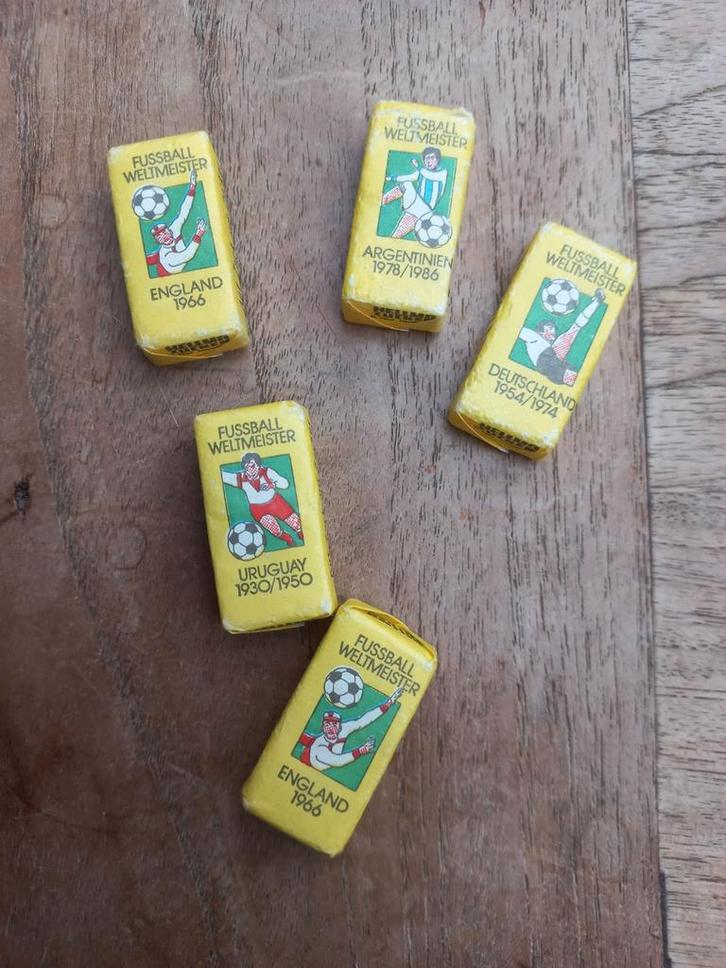 FUSSBALL
WELTMEISTER
ENGLAND
1966
FUSSBALL
WELTMEISTER
ARGENTINIEN
1978/1986
FUSSBALL
WELTMEISTER
DEUTSCHLAND
1954/1974
FUSSBALL
WELTMEISTER
URUGUAY
1930/1950
FUSSBALL
WELTMEISTER
ENGLAND
1966